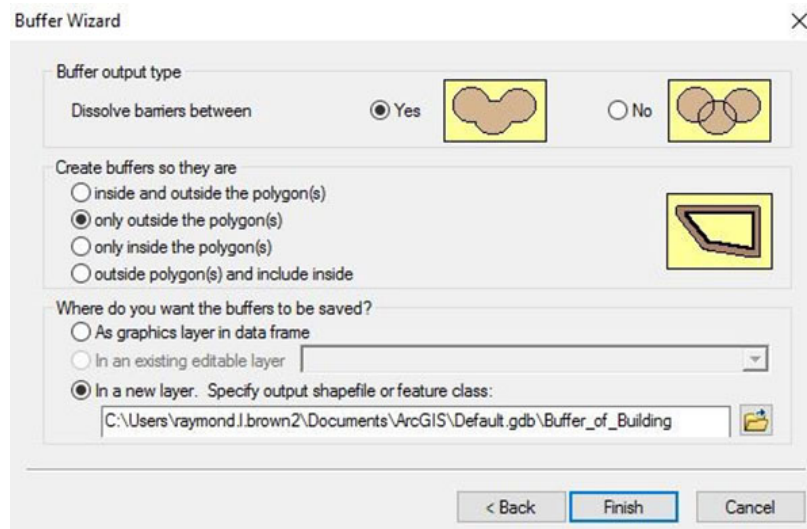 Buffer Wizard
Buffer output type
Dissolve barriers between Yes No
Create buffers so they are
inside and outside the polygon(s)
only outside the polygon(s)
only inside the polygon(s)
outside polygon(s) and include inside
Where do you want the buffers to be saved?
As graphics layer in data frame
In an existing editable layer
In a new layer. Specify output shapefile or feature class:
C:\Users\raymond.l.brown2\Documents\ArcGIS\Default.gdb\Buffer_of_Building
< Back Finish Cancel